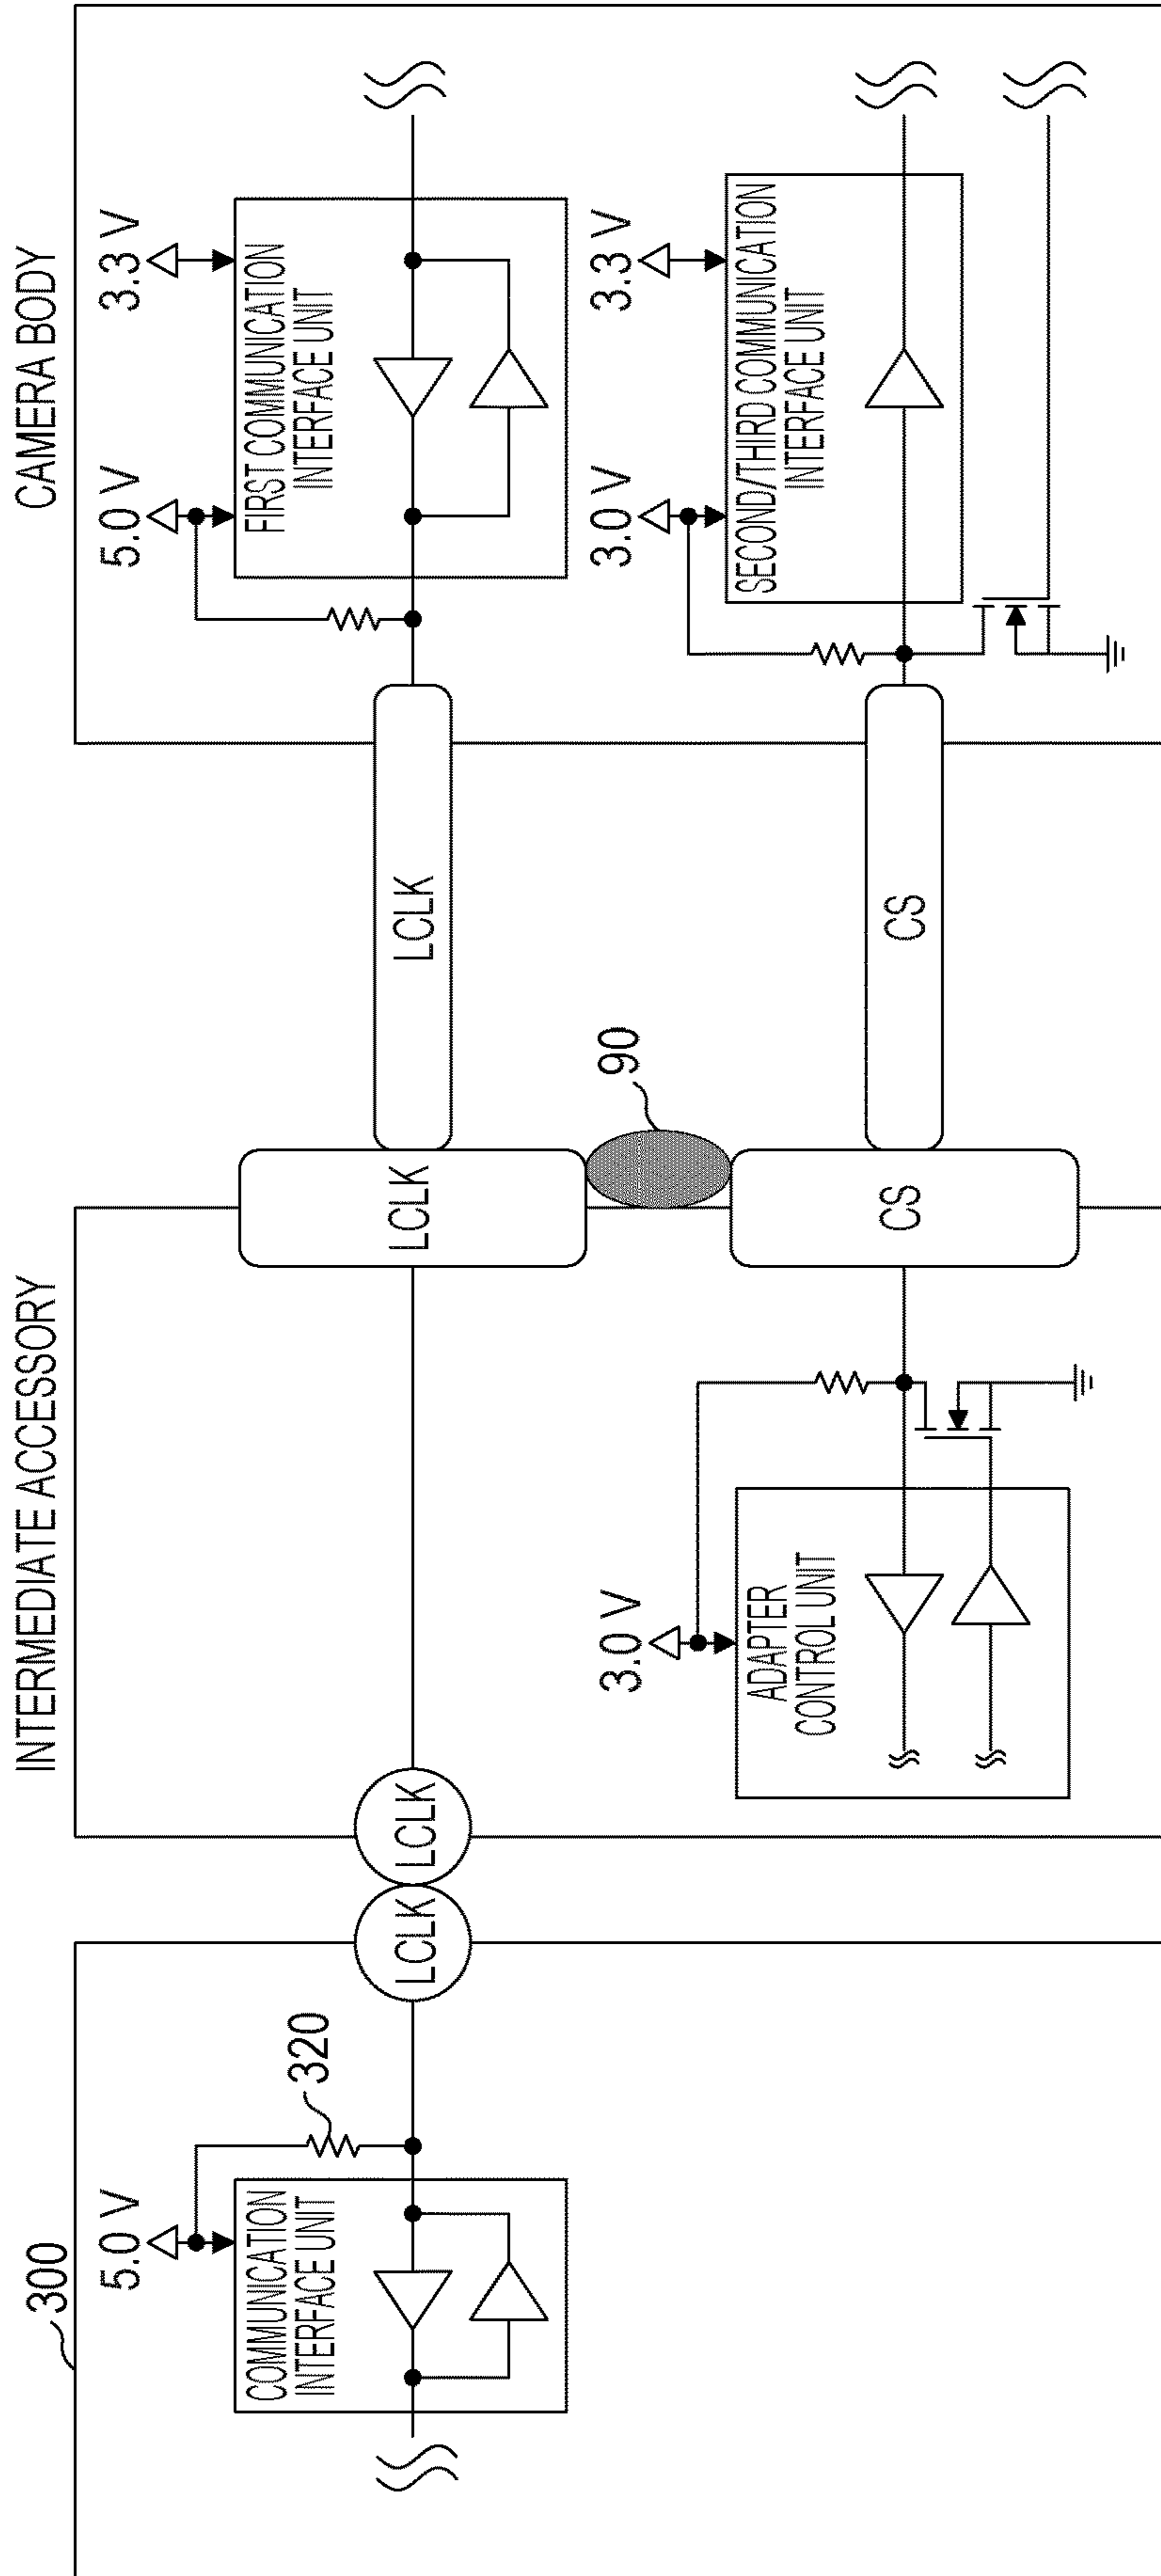 300
INTERMEDIATE ACCESSORY
CAMERA BODY
5.0 V
320
COMMUNICATION
INTERFACE UNIT
LCLK
LCLK
LCLK
LCLK
5.0 V
3.3 V
FIRST COMMUNICATION
INTERFACE UNIT
90
3.0 V
ADAPTER
CONTROL UNIT
CS
CS
3.0 V
3.3 V
SECOND/THIRD COMMUNICATION
INTERFACE UNIT